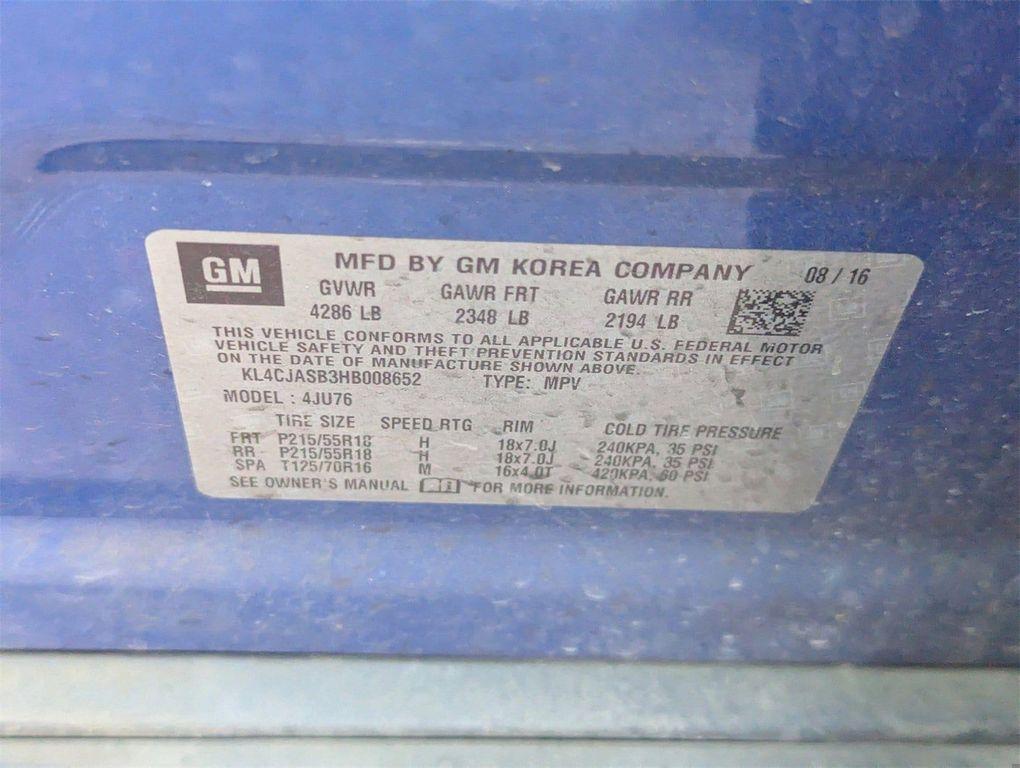 GM
MFD BY GM KOREA COMPANY 08 / 16
GVWR GAWR FRT GAWR RR
4286 LB 2348 LB 2194 LB
THIS VEHICLE CONFORMS TO ALL APPLICABLE U.S. FEDERAL MOTOR
VEHICLE SAFETY AND THEFT PREVENTION STANDARDS IN EFFECT
ON THE DATE OF MANUFACTURE SHOWN ABOVE.
KL4CJASB3HB008652 TYPE: MPV
MODEL : 4JU76
TIRE SIZE SPEED RTG RIM COLD TIRE PRESSURE
FRT P215/55R18 H 18x7.0J 240KPA, 35 PSI
RR P215/55R18 H 18x7.0J 240KPA, 35 PSI
SPA T125/70R16 M 16x4.0T 420KPA, 60 PSI
SEE OWNER'S MANUAL FOR MORE INFORMATION.